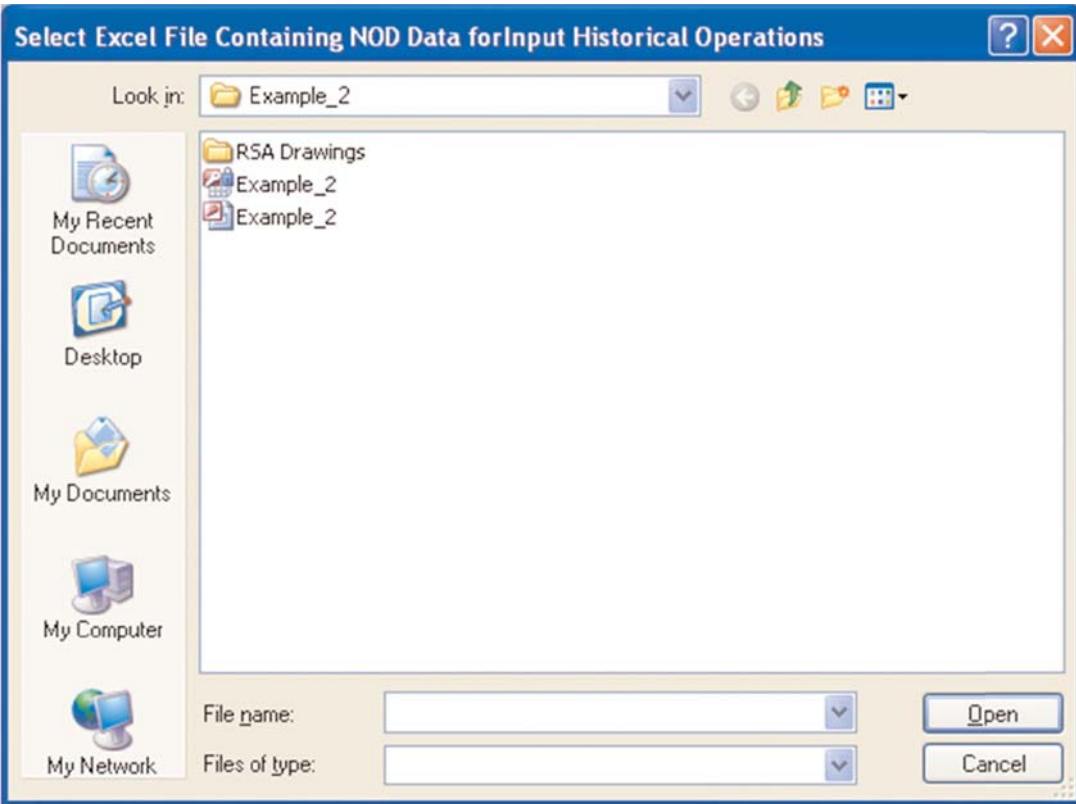 Select Excel File Containing NOD Data forInput Historical Operations
Look in:
Example_2
RSA Drawings
Example_2
Example_2
My Recent
Documents
Desktop
My Documents
My Computer
My Network
File name:
Open
Files of type:
Cancel